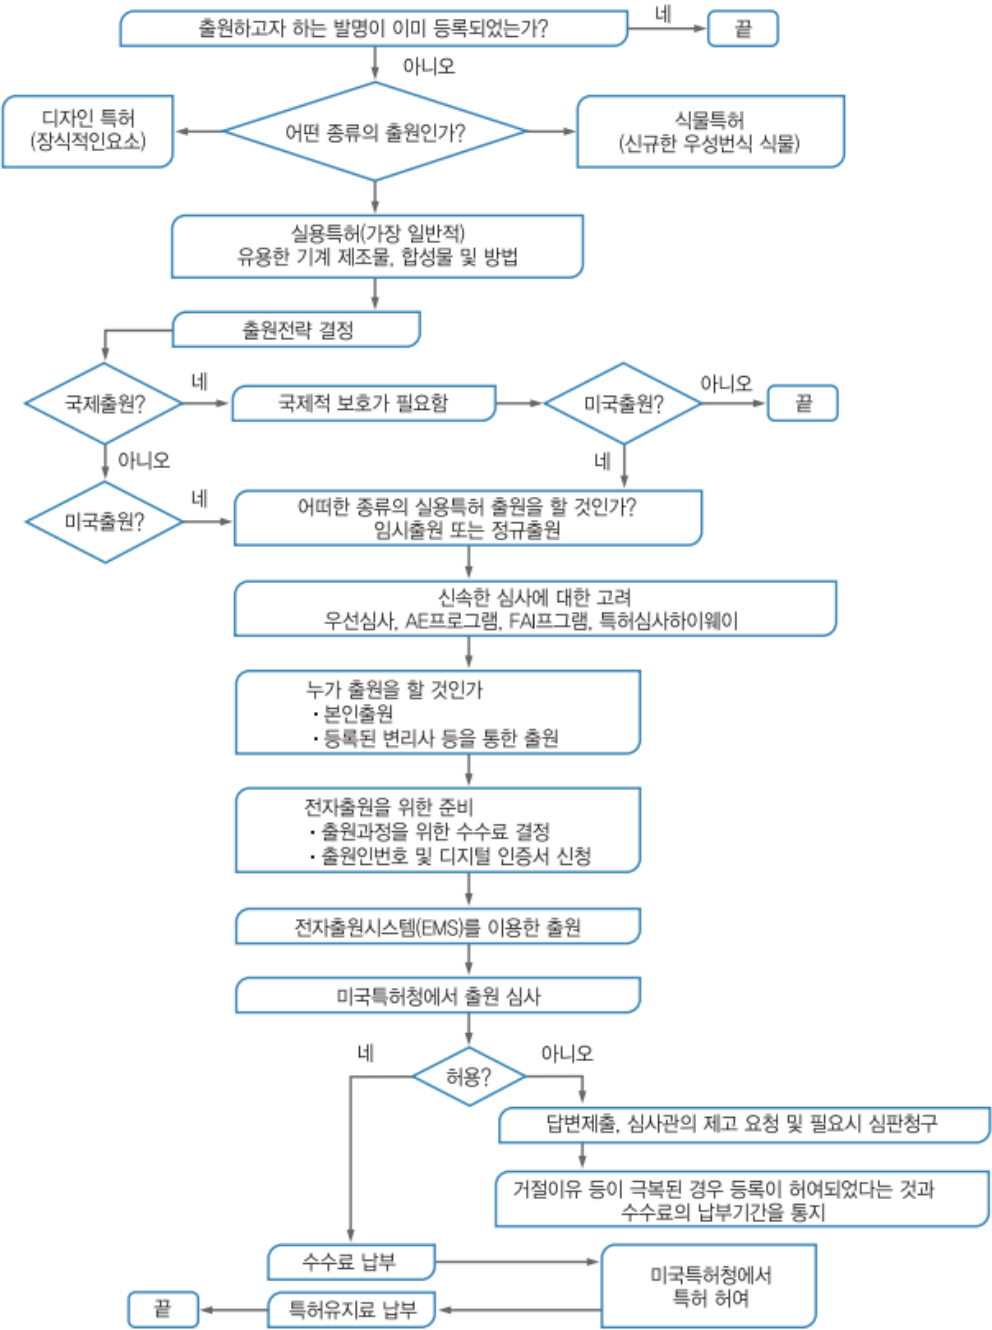 출원하고자 하는 발명이 이미 등록되었는가?
네
끝
아니오
디자인 특허
(장식적인요소)
어떤 종류의 출원인가?
식물특허
(신규한 우성번식 식물)
실용특허(가장 일반적)
유용한 기계 제조물, 합성물 및 방법
출원전략 결정
국제출원?
네
국제적 보호가 필요함
미국출원?
아니오
끝
아니오
네
미국출원?
네
어떠한 종류의 실용특허 출원을 할 것인가?
임시출원 또는 정규출원
신속한 심사에 대한 고려
우선심사, AE프로그램, FAI프그램, 특허심사하이웨이
누가 출원을 할 것인가
· 본인출원
· 등록된 변리사 등을 통한 출원
전자출원을 위한 준비
· 출원과정을 위한 수수료 결정
· 출원인번호 및 디지털 인증서 신청
전자출원시스템(EMS)를 이용한 출원
미국특허청에서 출원 심사
네
허용?
아니오
답변제출, 심사관의 제고 요청 및 필요시 심판청구
거절이유 등이 극복된 경우 등록이 허여되었다는 것과
수수료의 납부기간을 통지
수수료 납부
미국특허청에서
특허 허여
끝
특허유지료 납부